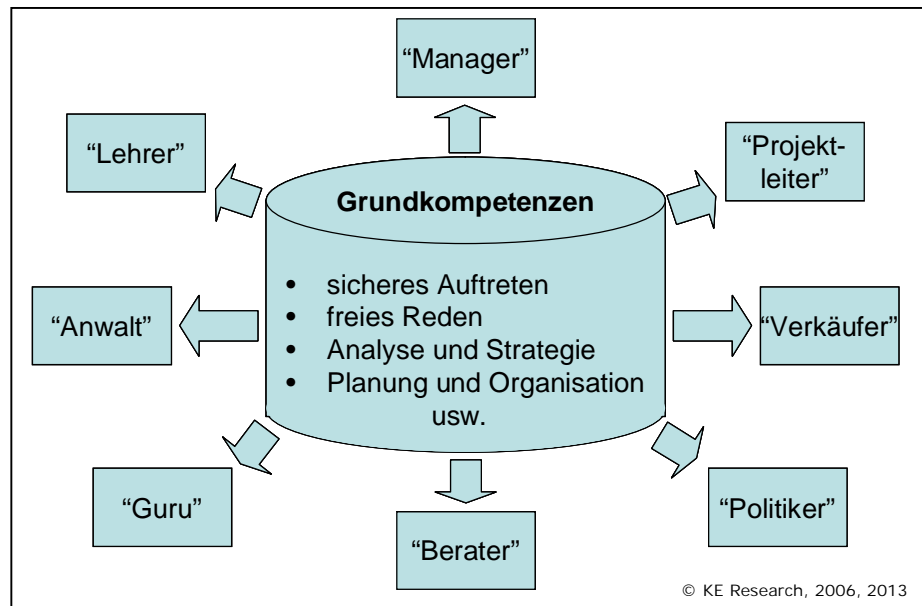 “Manager”
“Lehrer”
“Projekt-
leiter”
Grundkompetenzen
• sicheres Auftreten
• freies Reden
• Analyse und Strategie
• Planung und Organisation
usw.
“Anwalt”
“Verkäufer”
“Guru”
“Berater”
“Politiker”
© KE Research, 2006, 2013